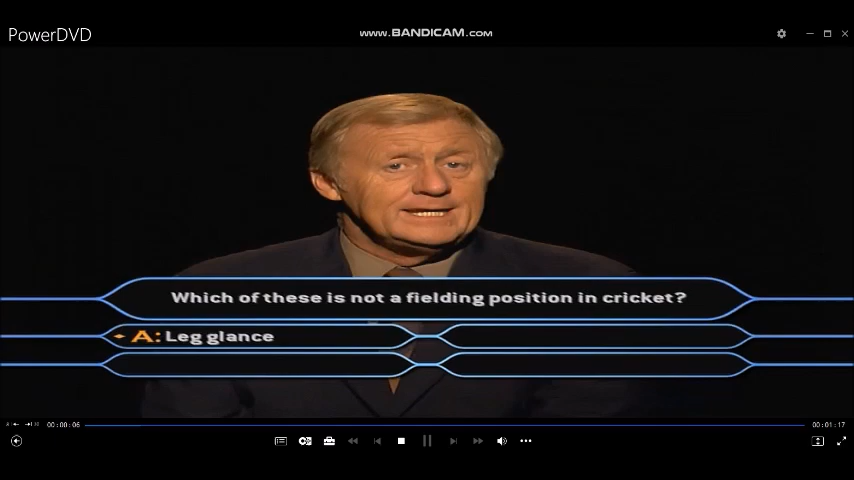 PowerDVD
www.BANDICAM.com
Which of these is not a fielding position in cricket?
A: Leg glance
00:00:06
00:01:17